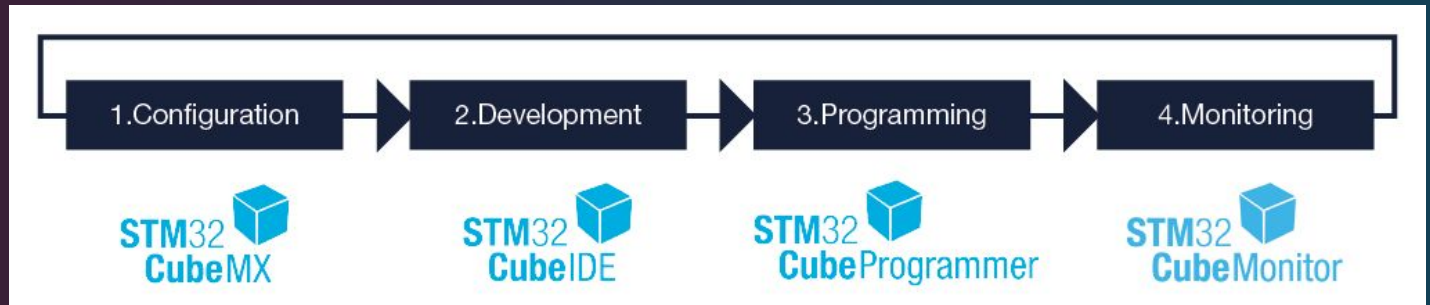 1.Configuration
2.Development
3.Programming
4.Monitoring
STM32
CubeMX
STM32
CubeIDE
STM32
CubeProgrammer
STM32
CubeMonitor